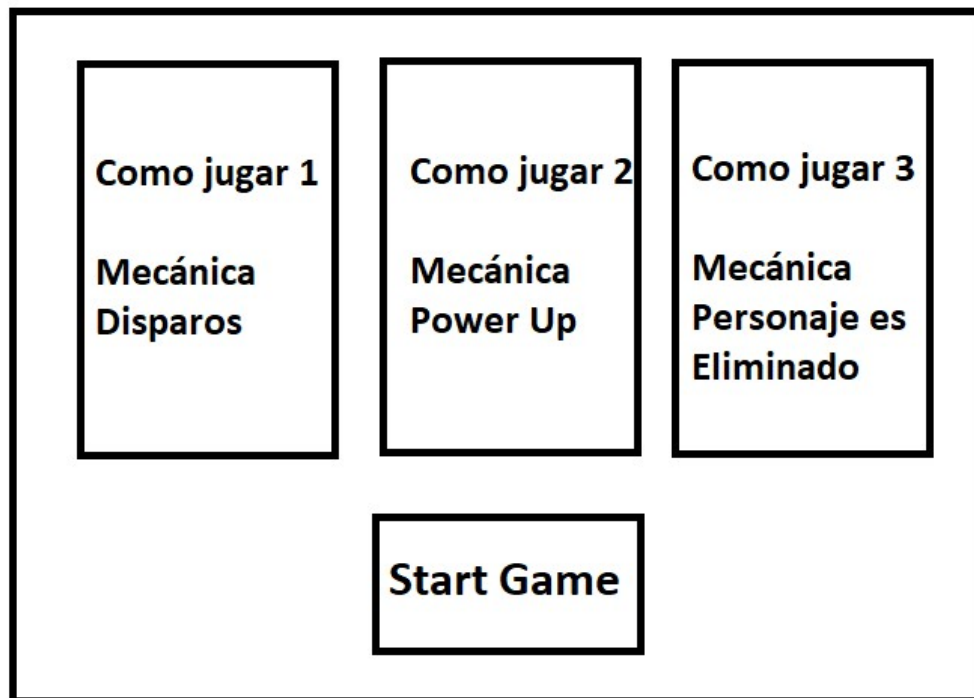 Como jugar 1
Mecánica
Disparos
Como jugar 2
Mecánica
Power Up
Como jugar 3
Mecánica
Personaje es
Eliminado
Start Game